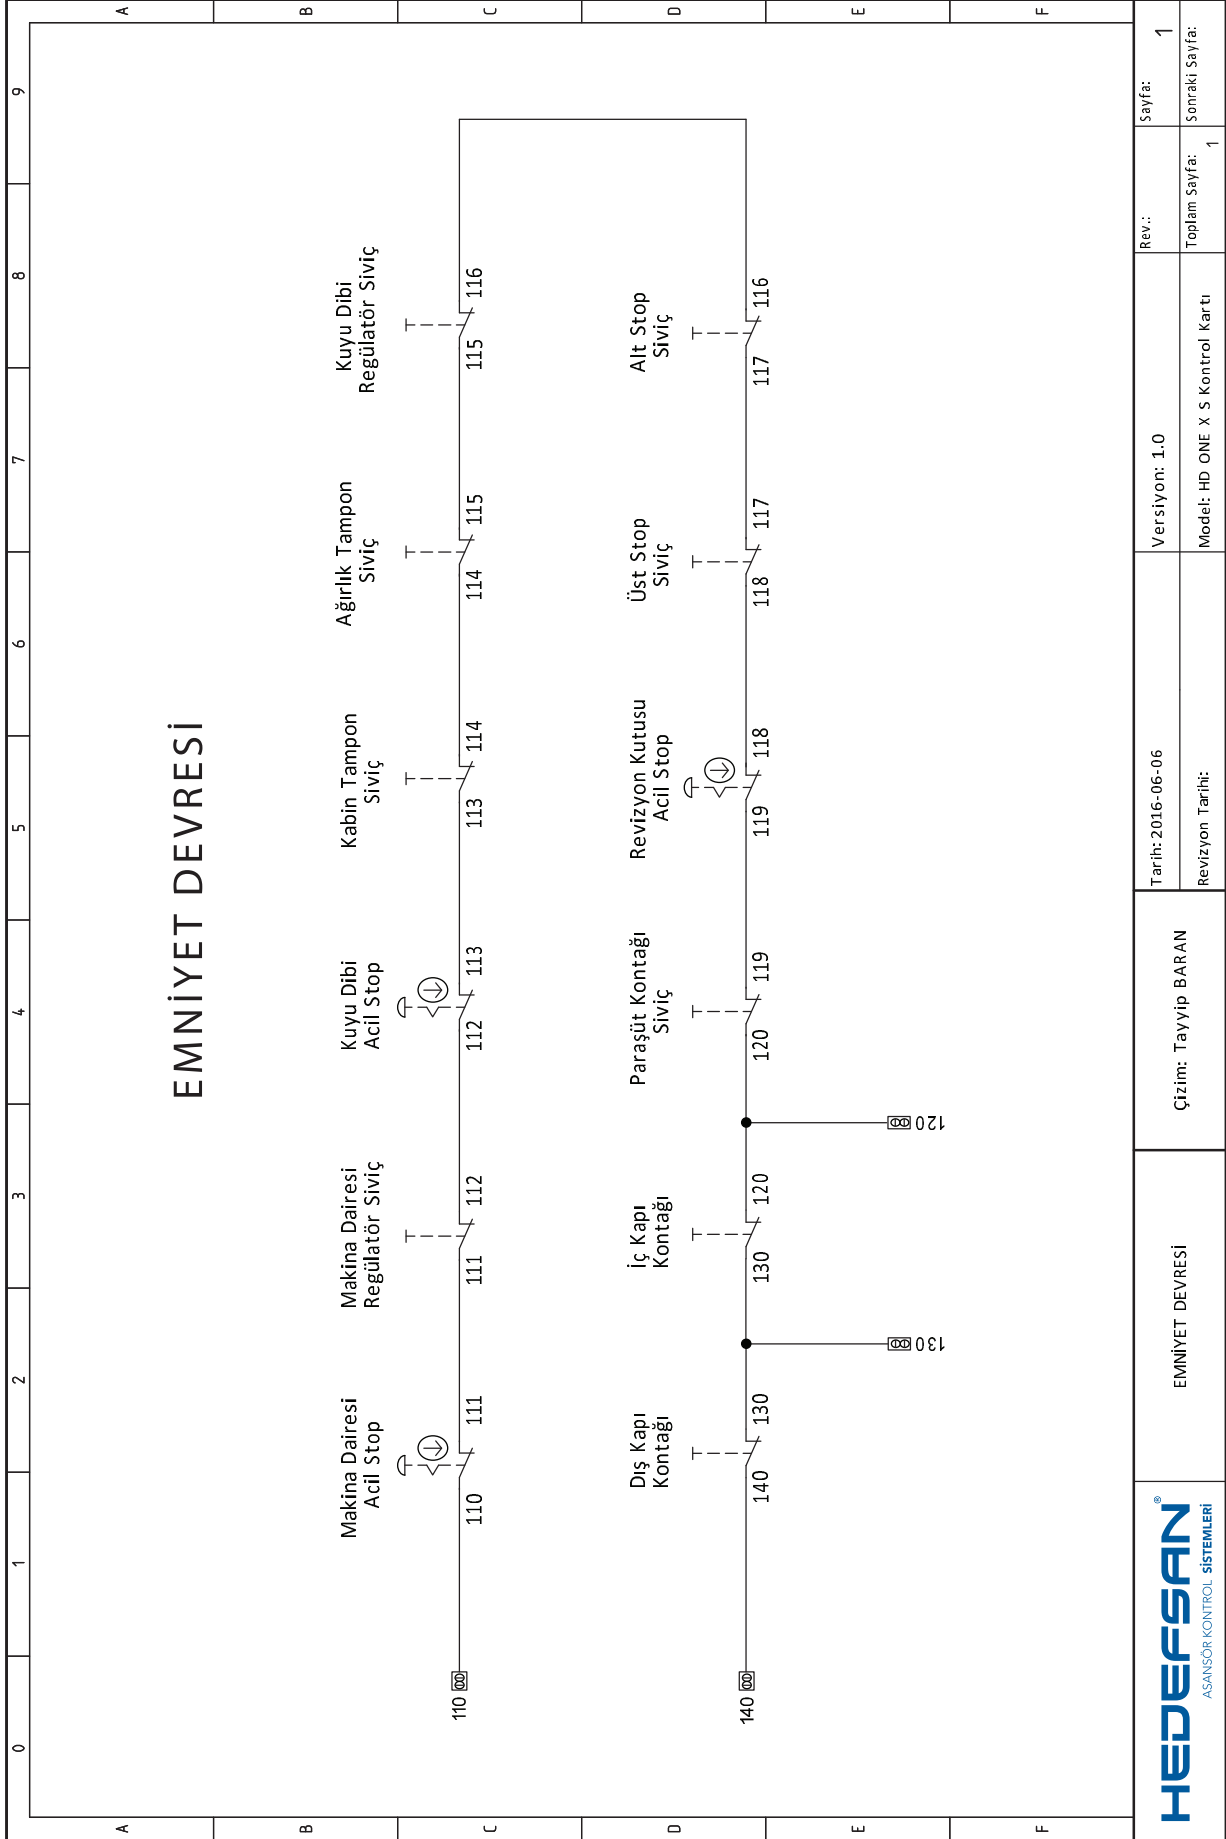 0 1 2 3 4 5 6 7 8 9
A
A
B
B
C
C
D
D
E
E
F
F
EMNİYET DEVRESİ
Makina Dairesi
Acil Stop
Makina Dairesi
Regülatör Siviç
Kuyu Dibi
Acil Stop
Kabin Tampon
Siviç
Ağırlık Tampon
Siviç
Kuyu Dibi
Regülatör Siviç
110
110 111
111 112
112 113
113 114
114 115
115 116
Dış Kapı
Kontağı
İç Kapı
Kontağı
Paraşüt Kontağı
Siviç
Revizyon Kutusu
Acil Stop
Üst Stop
Siviç
Alt Stop
Siviç
140
140 130
130 120
120 119
119 118
118 117
117 116
130
120
HEDEFSAN®
ASANSÖR KONTROL SİSTEMLERİ
EMNİYET DEVRESİ
Çizim: Tayyip BARAN
Tarih: 2016-06-06
Revizyon Tarihi:
Versiyon: 1.0
Model: HD ONE X S Kontrol Kartı
Rev.:
Toplam Sayfa: 1
Sayfa: 1
Sonraki Sayfa: